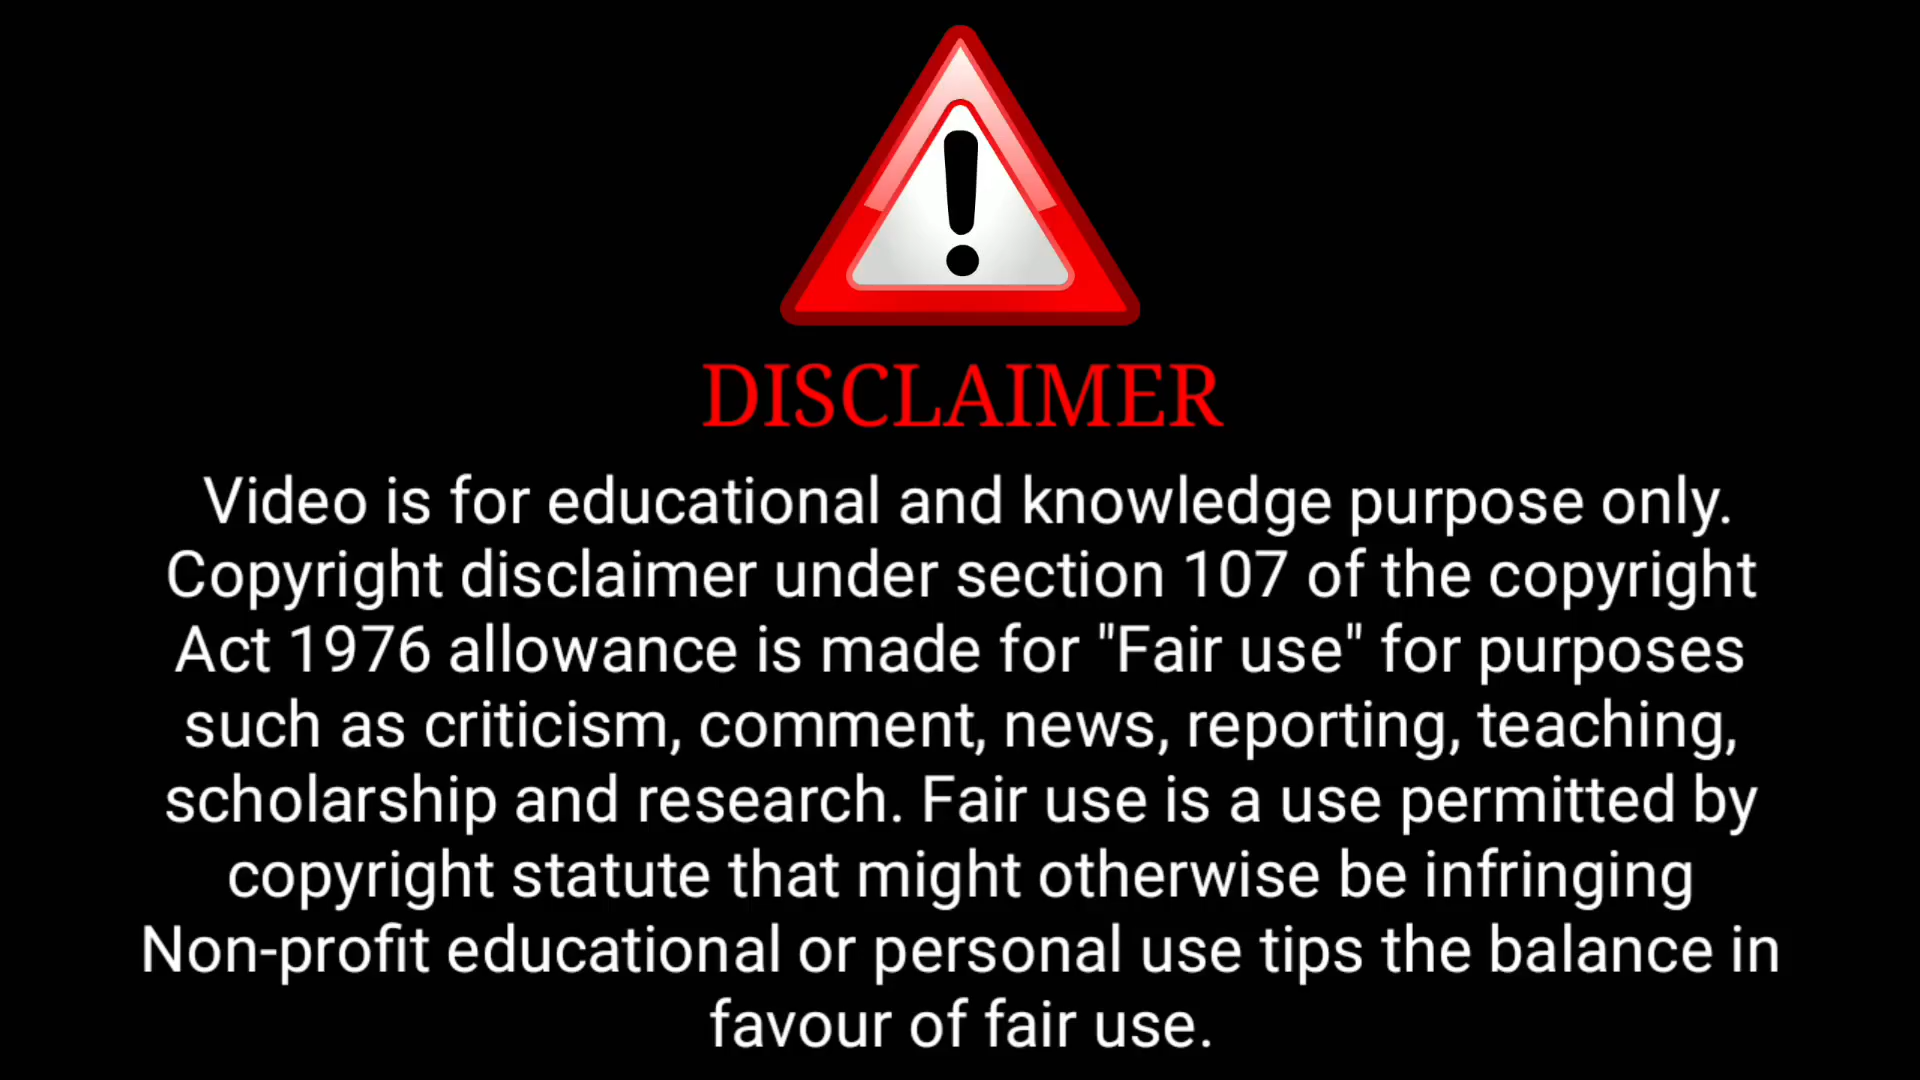 DISCLAIMER
Video is for educational and knowledge purpose only.
Copyright disclaimer under section 107 of the copyright
Act 1976 allowance is made for "Fair use" for purposes
such as criticism, comment, news, reporting, teaching,
scholarship and research. Fair use is a use permitted by
copyright statute that might otherwise be infringing
Non-profit educational or personal use tips the balance in
favour of fair use.